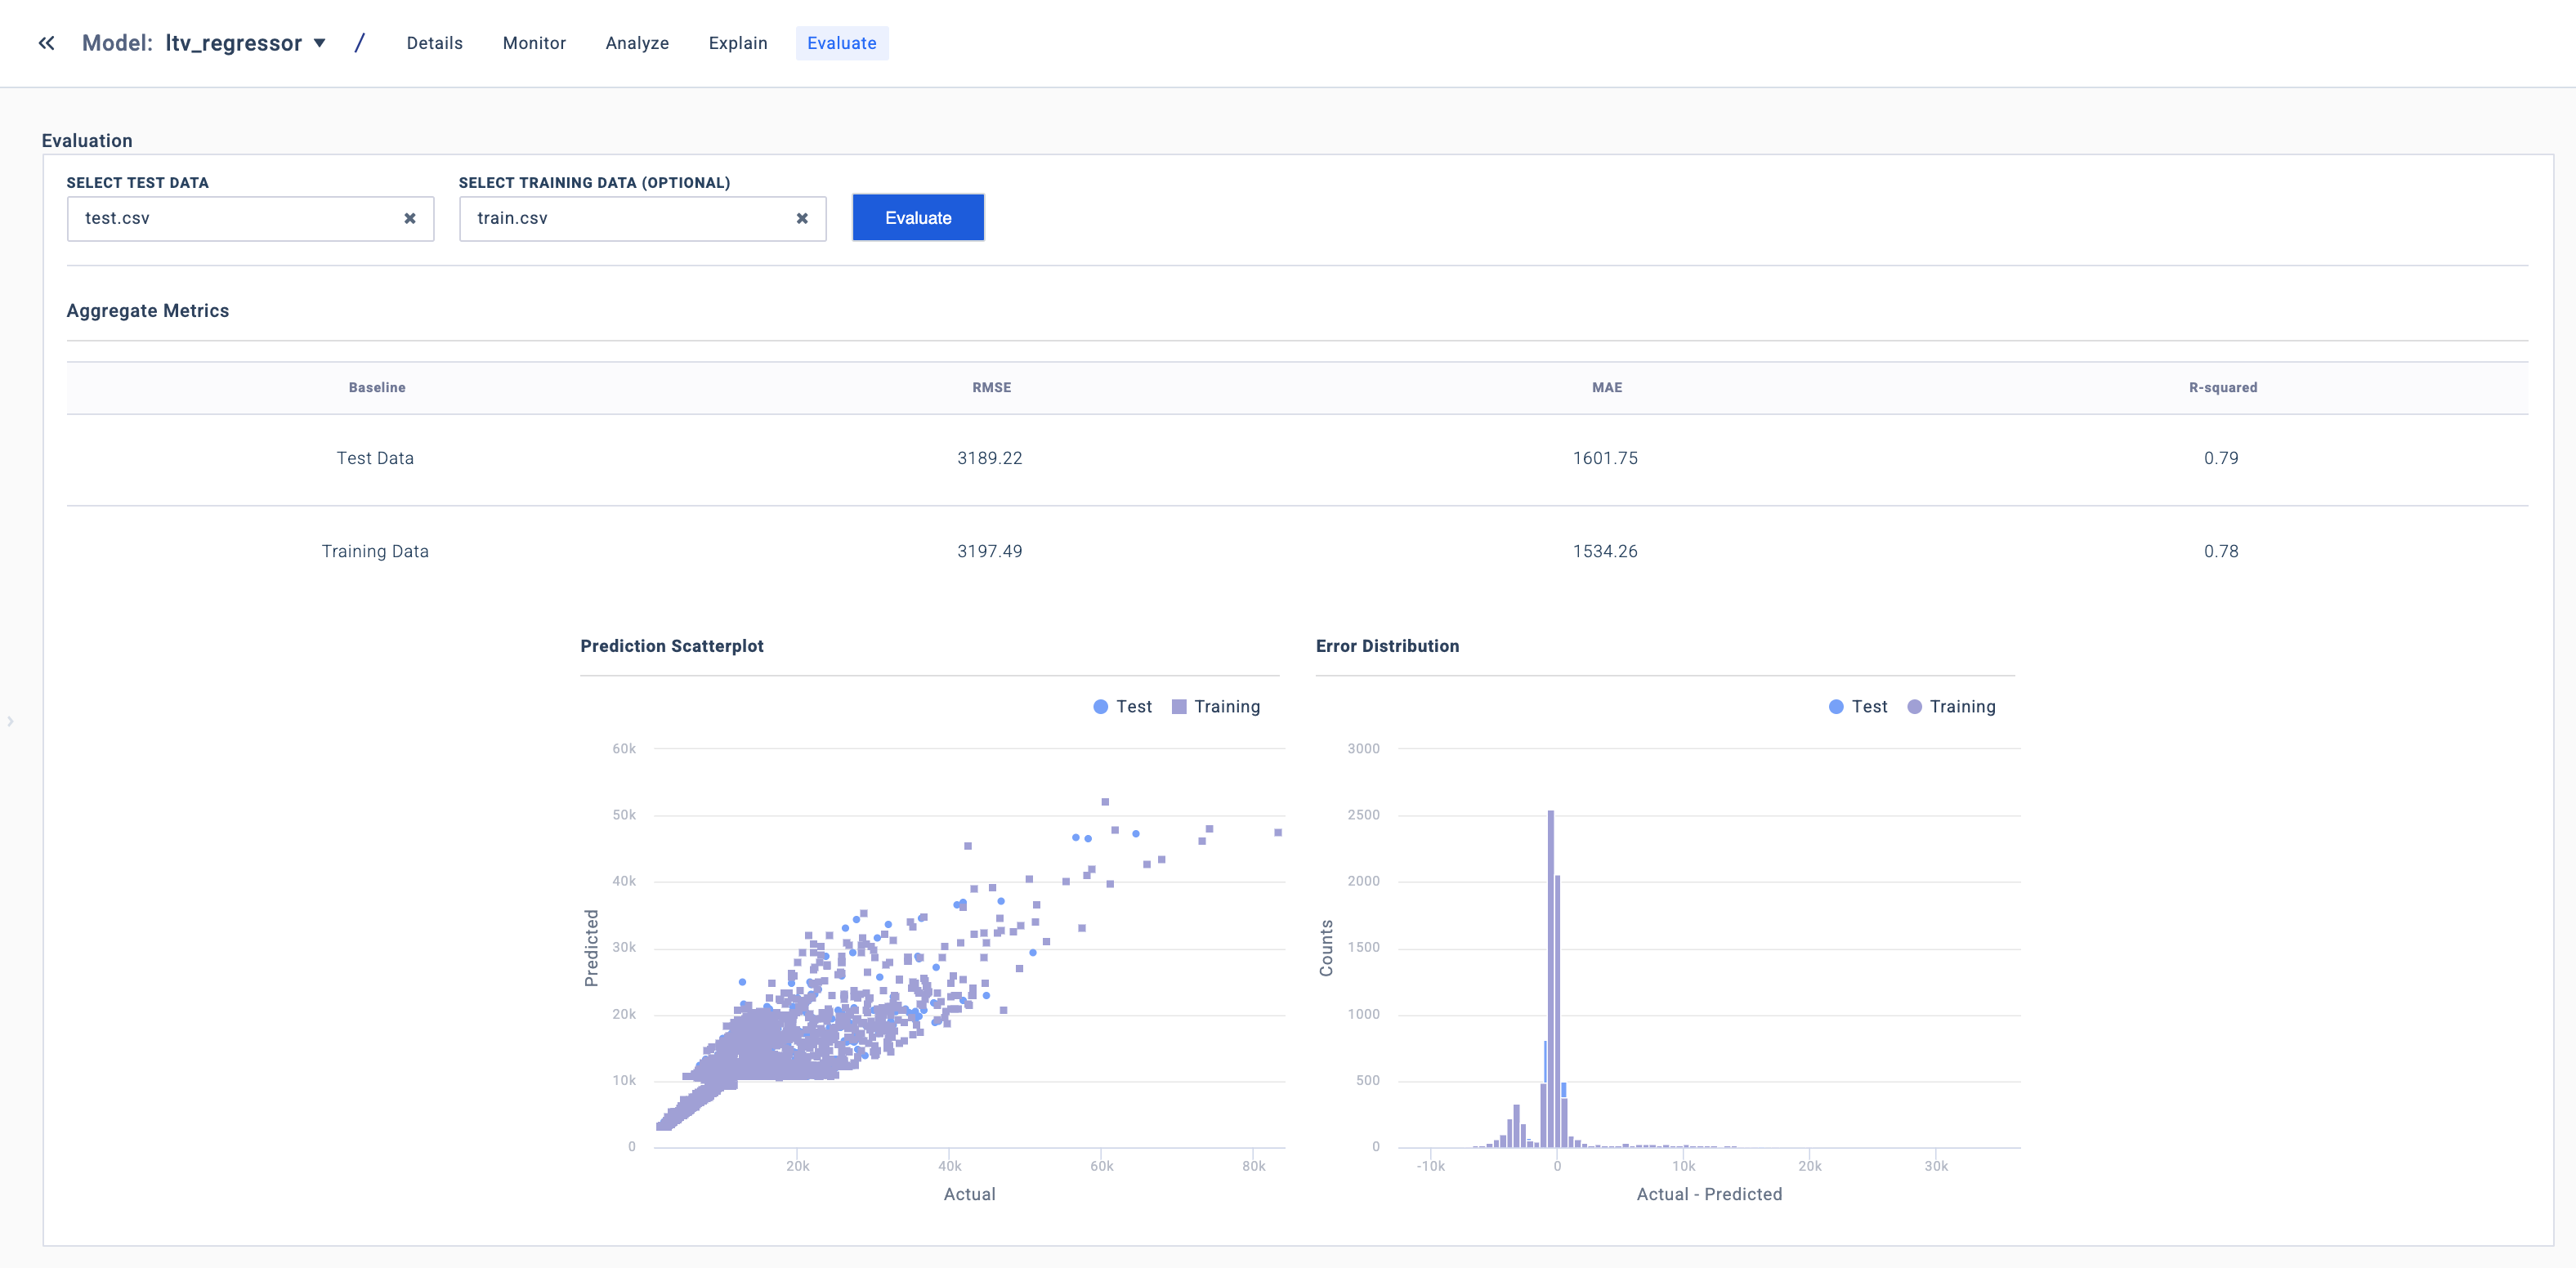 Model: ltv_regressor / Details Monitor Analyze Explain Evaluate
Evaluation
SELECT TEST DATA SELECT TRAINING DATA (OPTIONAL)
test.csv train.csv Evaluate
Aggregate Metrics
Baseline RMSE MAE R-squared
Test Data 3189.22 1601.75 0.79
Training Data 3197.49 1534.26 0.78
Prediction Scatterplot
Test Training
60k
50k
40k
30k
20k
10k
0
Predicted
20k 40k 60k 80k
Actual
Error Distribution
Test Training
3000
2500
2000
1500
1000
500
0
Counts
-10k 0 10k 20k 30k
Actual - Predicted